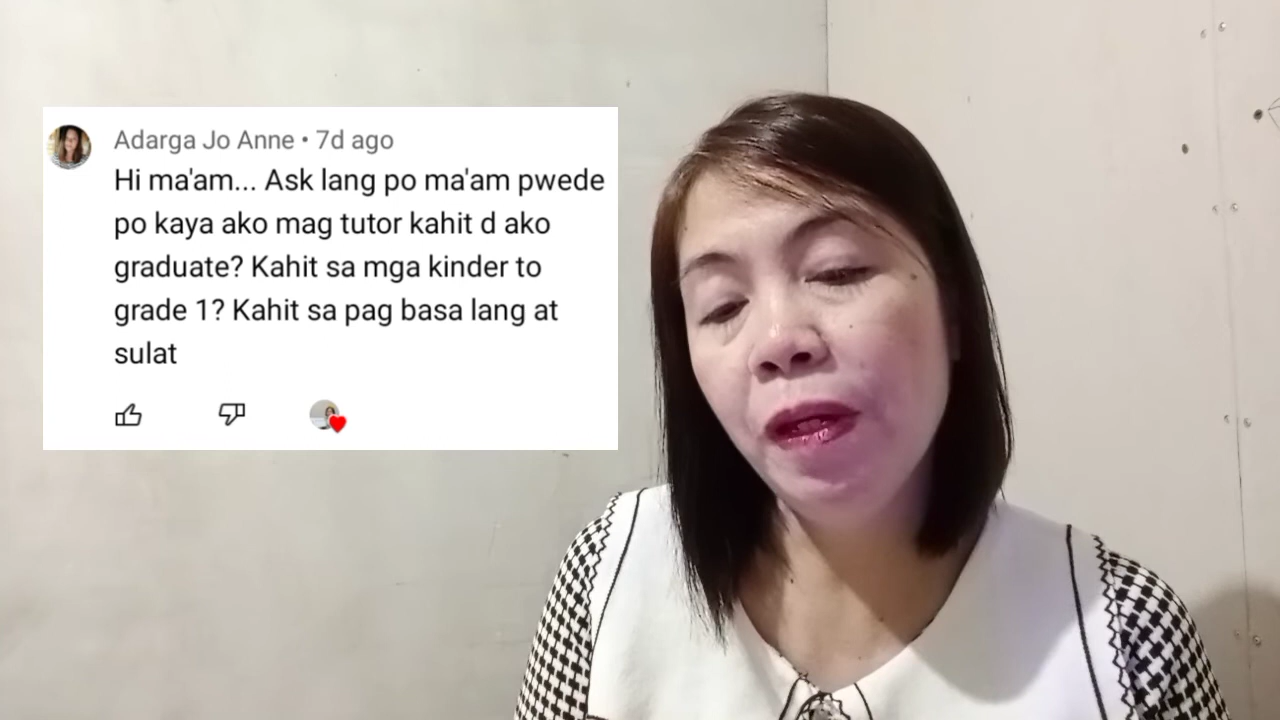 Adarga Jo Anne • 7d ago
Hi ma'am... Ask lang po ma'am pwede
po kaya ako mag tutor kahit d ako
graduate? Kahit sa mga kinder to
grade 1? Kahit sa pag basa lang at
sulat